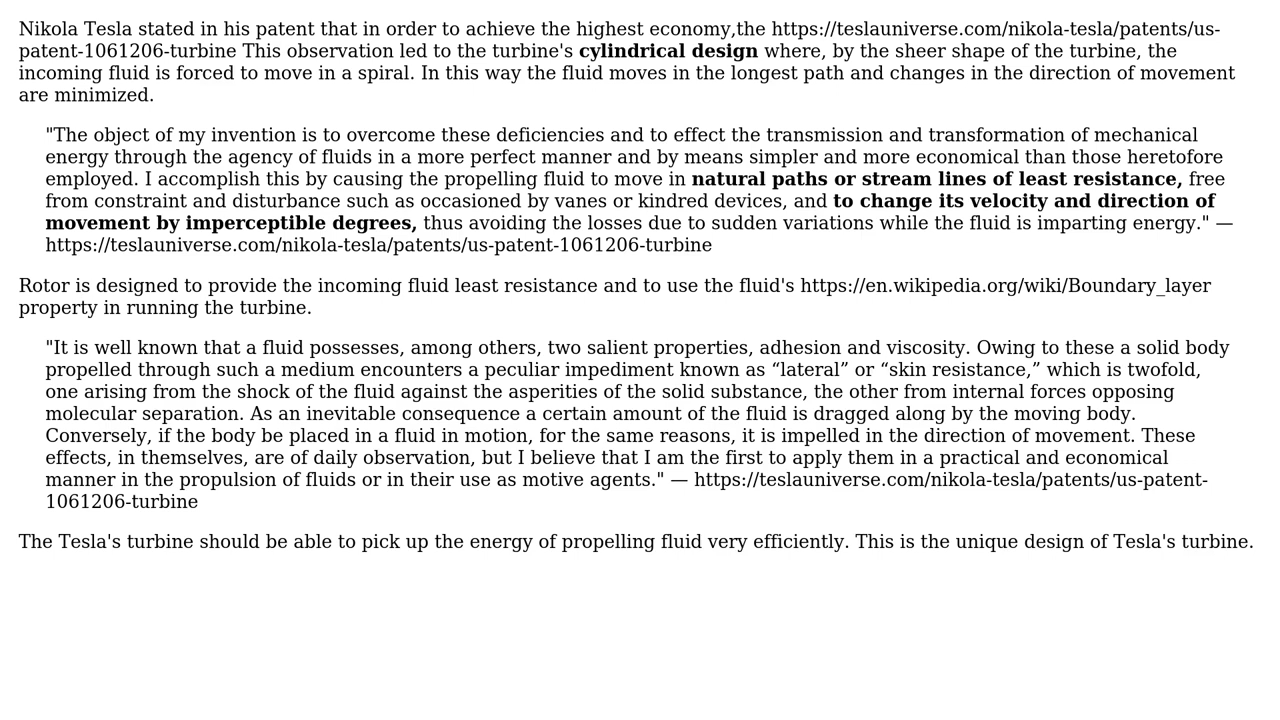 Nikola Tesla stated in his patent that in order to achieve the highest economy,the https://teslauniverse.com/nikola-tesla/patents/us-
patent-1061206-turbine This observation led to the turbine's cylindrical design where, by the sheer shape of the turbine, the
incoming fluid is forced to move in a spiral. In this way the fluid moves in the longest path and changes in the direction of movement
are minimized.
"The object of my invention is to overcome these deficiencies and to effect the transmission and transformation of mechanical
energy through the agency of fluids in a more perfect manner and by means simpler and more economical than those heretofore
employed. I accomplish this by causing the propelling fluid to move in natural paths or stream lines of least resistance, free
from constraint and disturbance such as occasioned by vanes or kindred devices, and to change its velocity and direction of
movement by imperceptible degrees, thus avoiding the losses due to sudden variations while the fluid is imparting energy." —
https://teslauniverse.com/nikola-tesla/patents/us-patent-1061206-turbine
Rotor is designed to provide the incoming fluid least resistance and to use the fluid's https://en.wikipedia.org/wiki/Boundary_layer
property in running the turbine.
"It is well known that a fluid possesses, among others, two salient properties, adhesion and viscosity. Owing to these a solid body
propelled through such a medium encounters a peculiar impediment known as “lateral” or “skin resistance,” which is twofold,
one arising from the shock of the fluid against the asperities of the solid substance, the other from internal forces opposing
molecular separation. As an inevitable consequence a certain amount of the fluid is dragged along by the moving body.
Conversely, if the body be placed in a fluid in motion, for the same reasons, it is impelled in the direction of movement. These
effects, in themselves, are of daily observation, but I believe that I am the first to apply them in a practical and economical
manner in the propulsion of fluids or in their use as motive agents." — https://teslauniverse.com/nikola-tesla/patents/us-patent-
1061206-turbine
The Tesla's turbine should be able to pick up the energy of propelling fluid very efficiently. This is the unique design of Tesla's turbine.